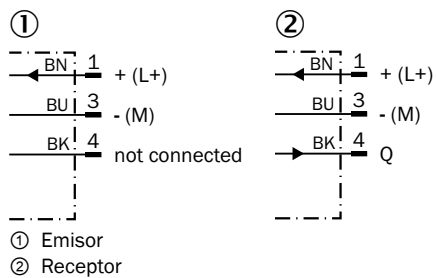 ① ②
BN 1 + (L+) BN 1 + (L+)
BU 3 - (M) BU 3 - (M)
BK 4 not connected BK 4 Q
① Emisor
② Receptor